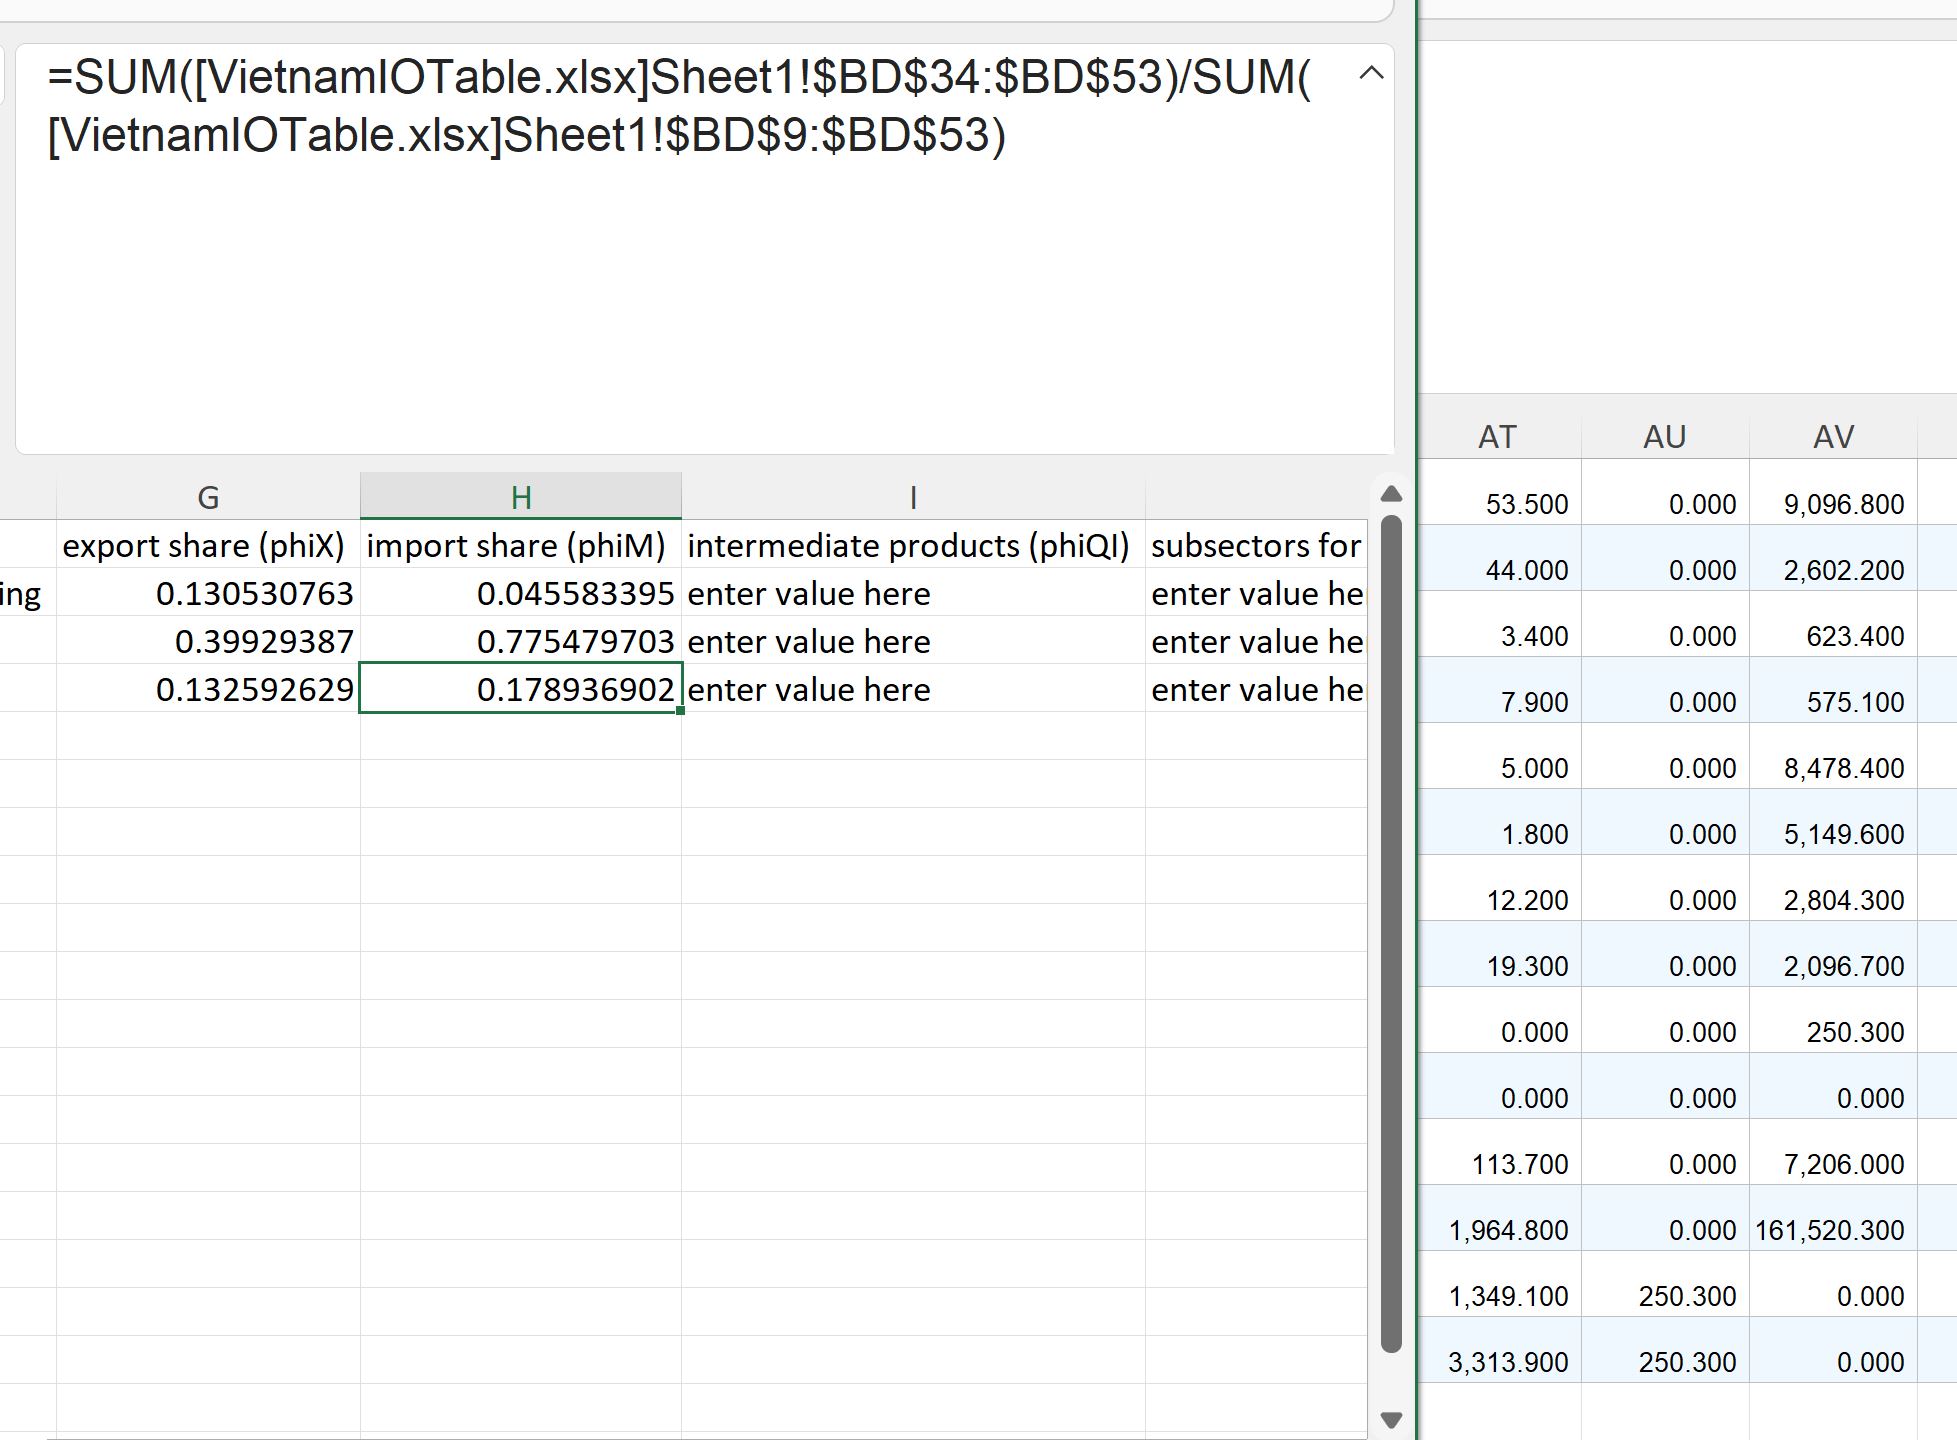 =SUM([VietnamIOTable.xlsx]Sheet1!$BD$34:$BD$53)/SUM(
[VietnamIOTable.xlsx]Sheet1!$BD$9:$BD$53)
G H I
export share (phiX) import share (phiM) intermediate products (phiQI) subsectors for
ing 0.130530763 0.045583395 enter value here enter value he
0.39929387 0.775479703 enter value here enter value he
0.132592629 0.178936902 enter value here enter value he
AT AU AV
53.500 0.000 9,096.800
44.000 0.000 2,602.200
3.400 0.000 623.400
7.900 0.000 575.100
5.000 0.000 8,478.400
1.800 0.000 5,149.600
12.200 0.000 2,804.300
19.300 0.000 2,096.700
0.000 0.000 250.300
0.000 0.000 0.000
113.700 0.000 7,206.000
1,964.800 0.000 161,520.300
1,349.100 250.300 0.000
3,313.900 250.300 0.000